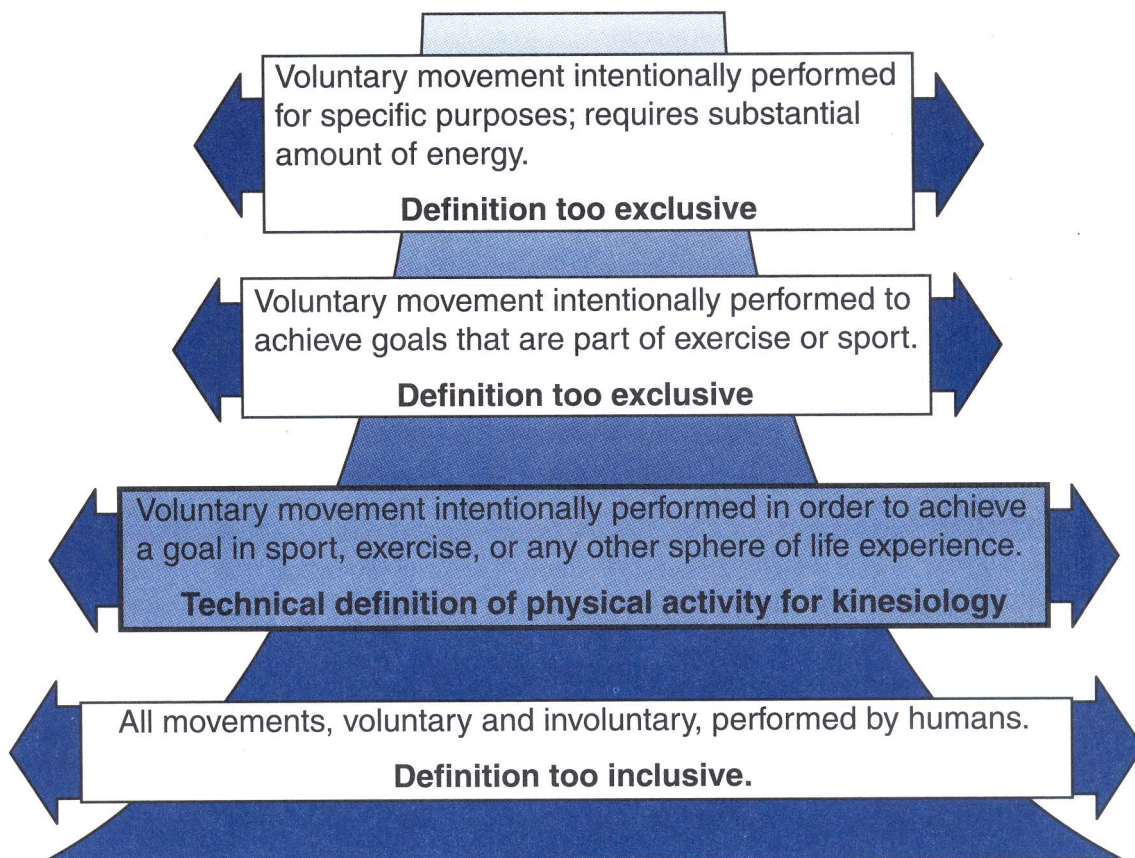 Voluntary movement intentionally performed
for specific purposes; requires substantial
amount of energy.
Definition too exclusive
Voluntary movement intentionally performed to
achieve goals that are part of exercise or sport.
Definition too exclusive
Voluntary movement intentionally performed in order to achieve
a goal in sport, exercise, or any other sphere of life experience.
Technical definition of physical activity for kinesiology
All movements, voluntary and involuntary, performed by humans.
Definition too inclusive.